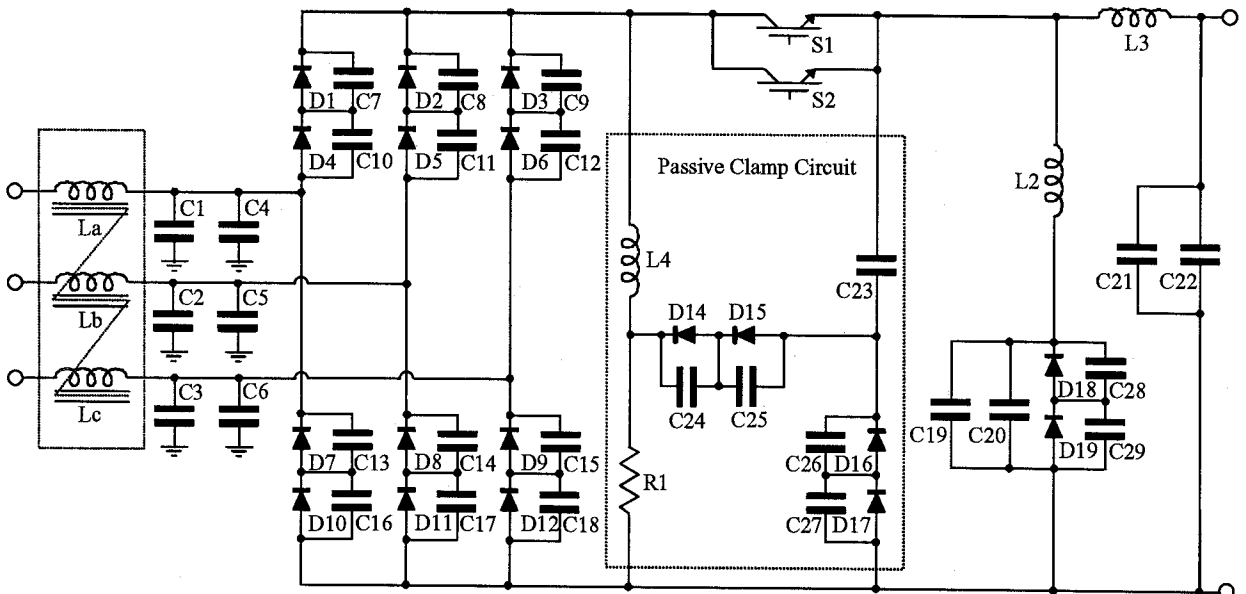 S1
L3
S2
D1 C7 D2 C8 D3 C9
D4 C10 D5 C11 D6 C12
Passive Clamp Circuit
La C1 C4
L2
L4
C21 C22
C23
Lb C2 C5
D14 D15
Lc C3 C6
C24 C25
D18 C28
C19 C20 D19 C29
D7 C13 D8 C14 D9 C15
C26 D16
R1
D10 C16 D11 C17 D12 C18
C27 D17